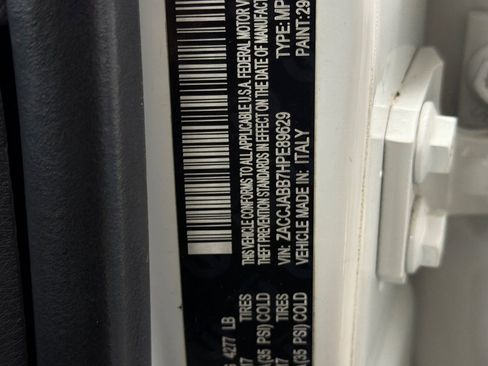 THIS VEHICLE CONFORMS TO ALL APPLICABLE U.S.A. FEDERAL MOTOR V
THEFT PREVENTION STANDARDS IN EFFECT ON THE DATE OF MANUFACT
VIN: ZACCJABB7HPE89629 TYPE: MP
VEHICLE MADE IN: ITALY PAINT: 29
4277 LB
TIRES TIRES
(35 PSI) COLD (35 PSI) COLD